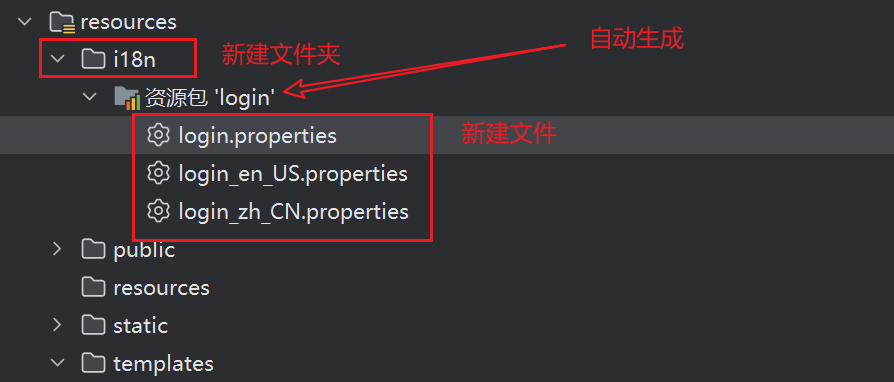 resources
i18n
新建文件夹
自动生成
资源包 'login'
login.properties
新建文件
login_en_US.properties
login_zh_CN.properties
public
resources
static
templates